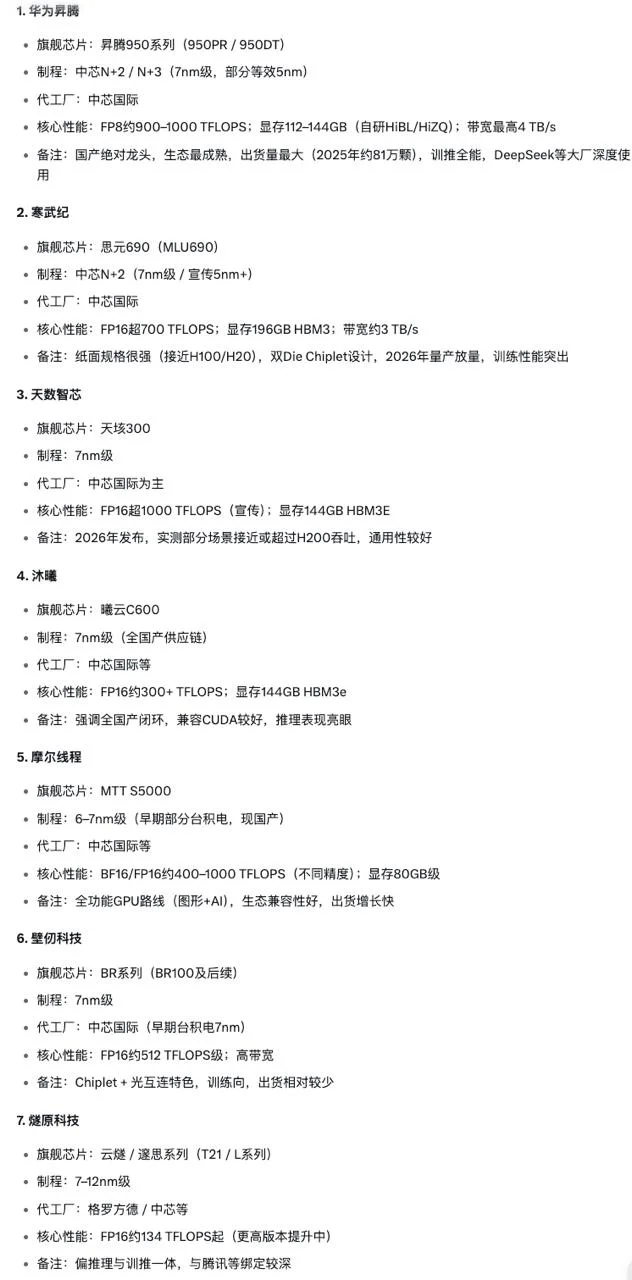 1. 华为昇腾
• 旗舰芯片：昇腾950系列（950PR / 950DT）
• 制程：中芯N+2 / N+3（7nm级，部分等效5nm）
• 代工厂：中芯国际
• 核心性能：FP8约900–1000 TFLOPS；显存112–144GB（自研HiBL/HiZQ）；带宽最高4 TB/s
• 备注：国产绝对龙头，生态最成熟，出货量最大（2025年约81万颗），训推全能，DeepSeek等大厂深度使
用
2. 寒武纪
• 旗舰芯片：思元690（MLU690）
• 制程：中芯N+2（7nm级 / 宣传5nm+）
• 代工厂：中芯国际
• 核心性能：FP16超700 TFLOPS；显存196GB HBM3；带宽约3 TB/s
• 备注：纸面规格很强（接近H100/H20），双Die Chiplet设计，2026年量产放量，训练性能突出
3. 天数智芯
• 旗舰芯片：天垓300
• 制程：7nm级
• 代工厂：中芯国际为主
• 核心性能：FP16超1000 TFLOPS（宣传）；显存144GB HBM3E
• 备注：2026年发布，实测部分场景接近或超过H200吞吐，通用性较好
4. 沐曦
• 旗舰芯片：曦云C600
• 制程：7nm级（全国产供应链）
• 代工厂：中芯国际等
• 核心性能：FP16约300+ TFLOPS；显存144GB HBM3e
• 备注：强调全国产闭环，兼容CUDA较好，推理表现亮眼
5. 摩尔线程
• 旗舰芯片：MTT S5000
• 制程：6–7nm级（早期部分台积电，现国产）
• 代工厂：中芯国际等
• 核心性能：BF16/FP16约400–1000 TFLOPS（不同精度）；显存80GB级
• 备注：全功能GPU路线（图形+AI），生态兼容性好，出货增长快
6. 壁仞科技
• 旗舰芯片：BR系列（BR100及后续）
• 制程：7nm级
• 代工厂：中芯国际（早期台积电7nm）
• 核心性能：FP16约512 TFLOPS级；高带宽
• 备注：Chiplet + 光互连特色，训练向，出货相对较少
7. 燧原科技
• 旗舰芯片：云燧 / 邃思系列（T21 / L系列）
• 制程：7–12nm级
• 代工厂：格罗方德 / 中芯等
• 核心性能：FP16约134 TFLOPS起（更高版本提升中）
• 备注：偏推理与训推一体，与腾讯等绑定较深